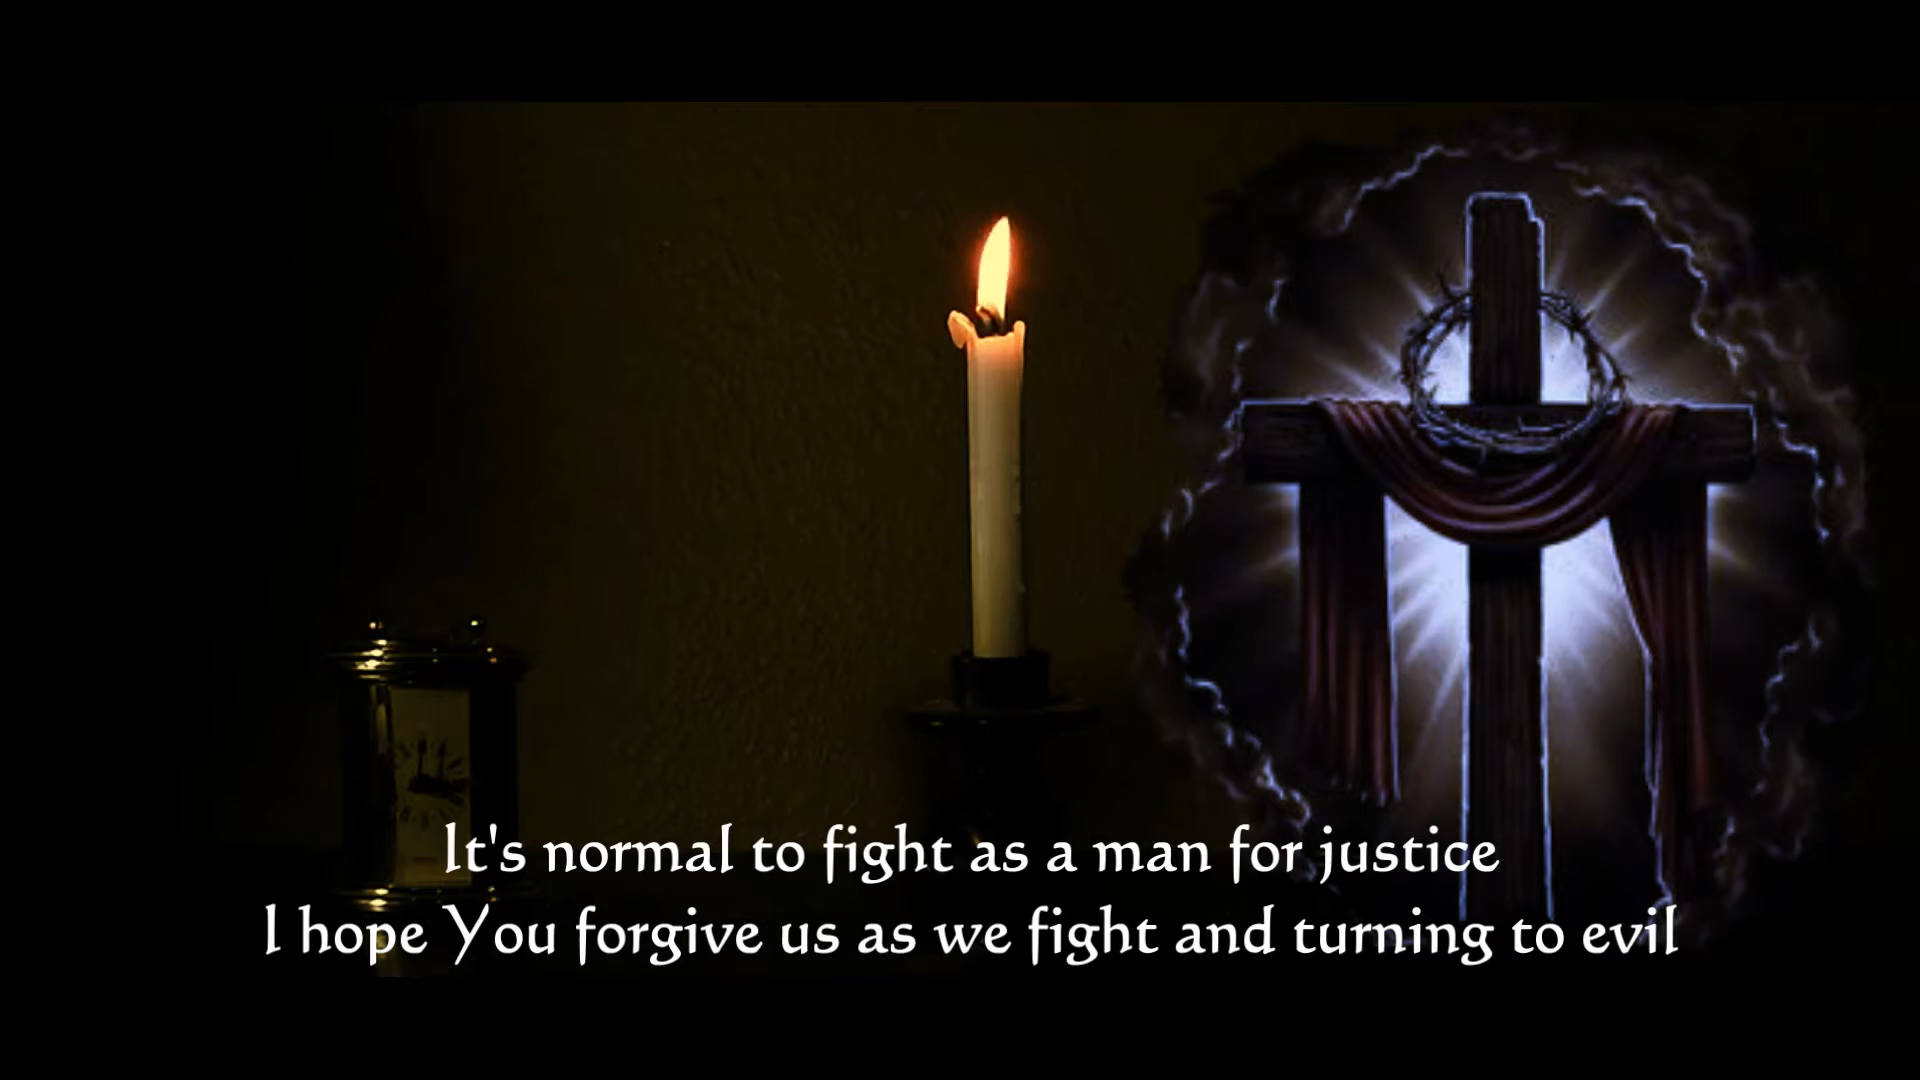 It's normal to fight as a man for justice
I hope You forgive us as we fight and turning to evil